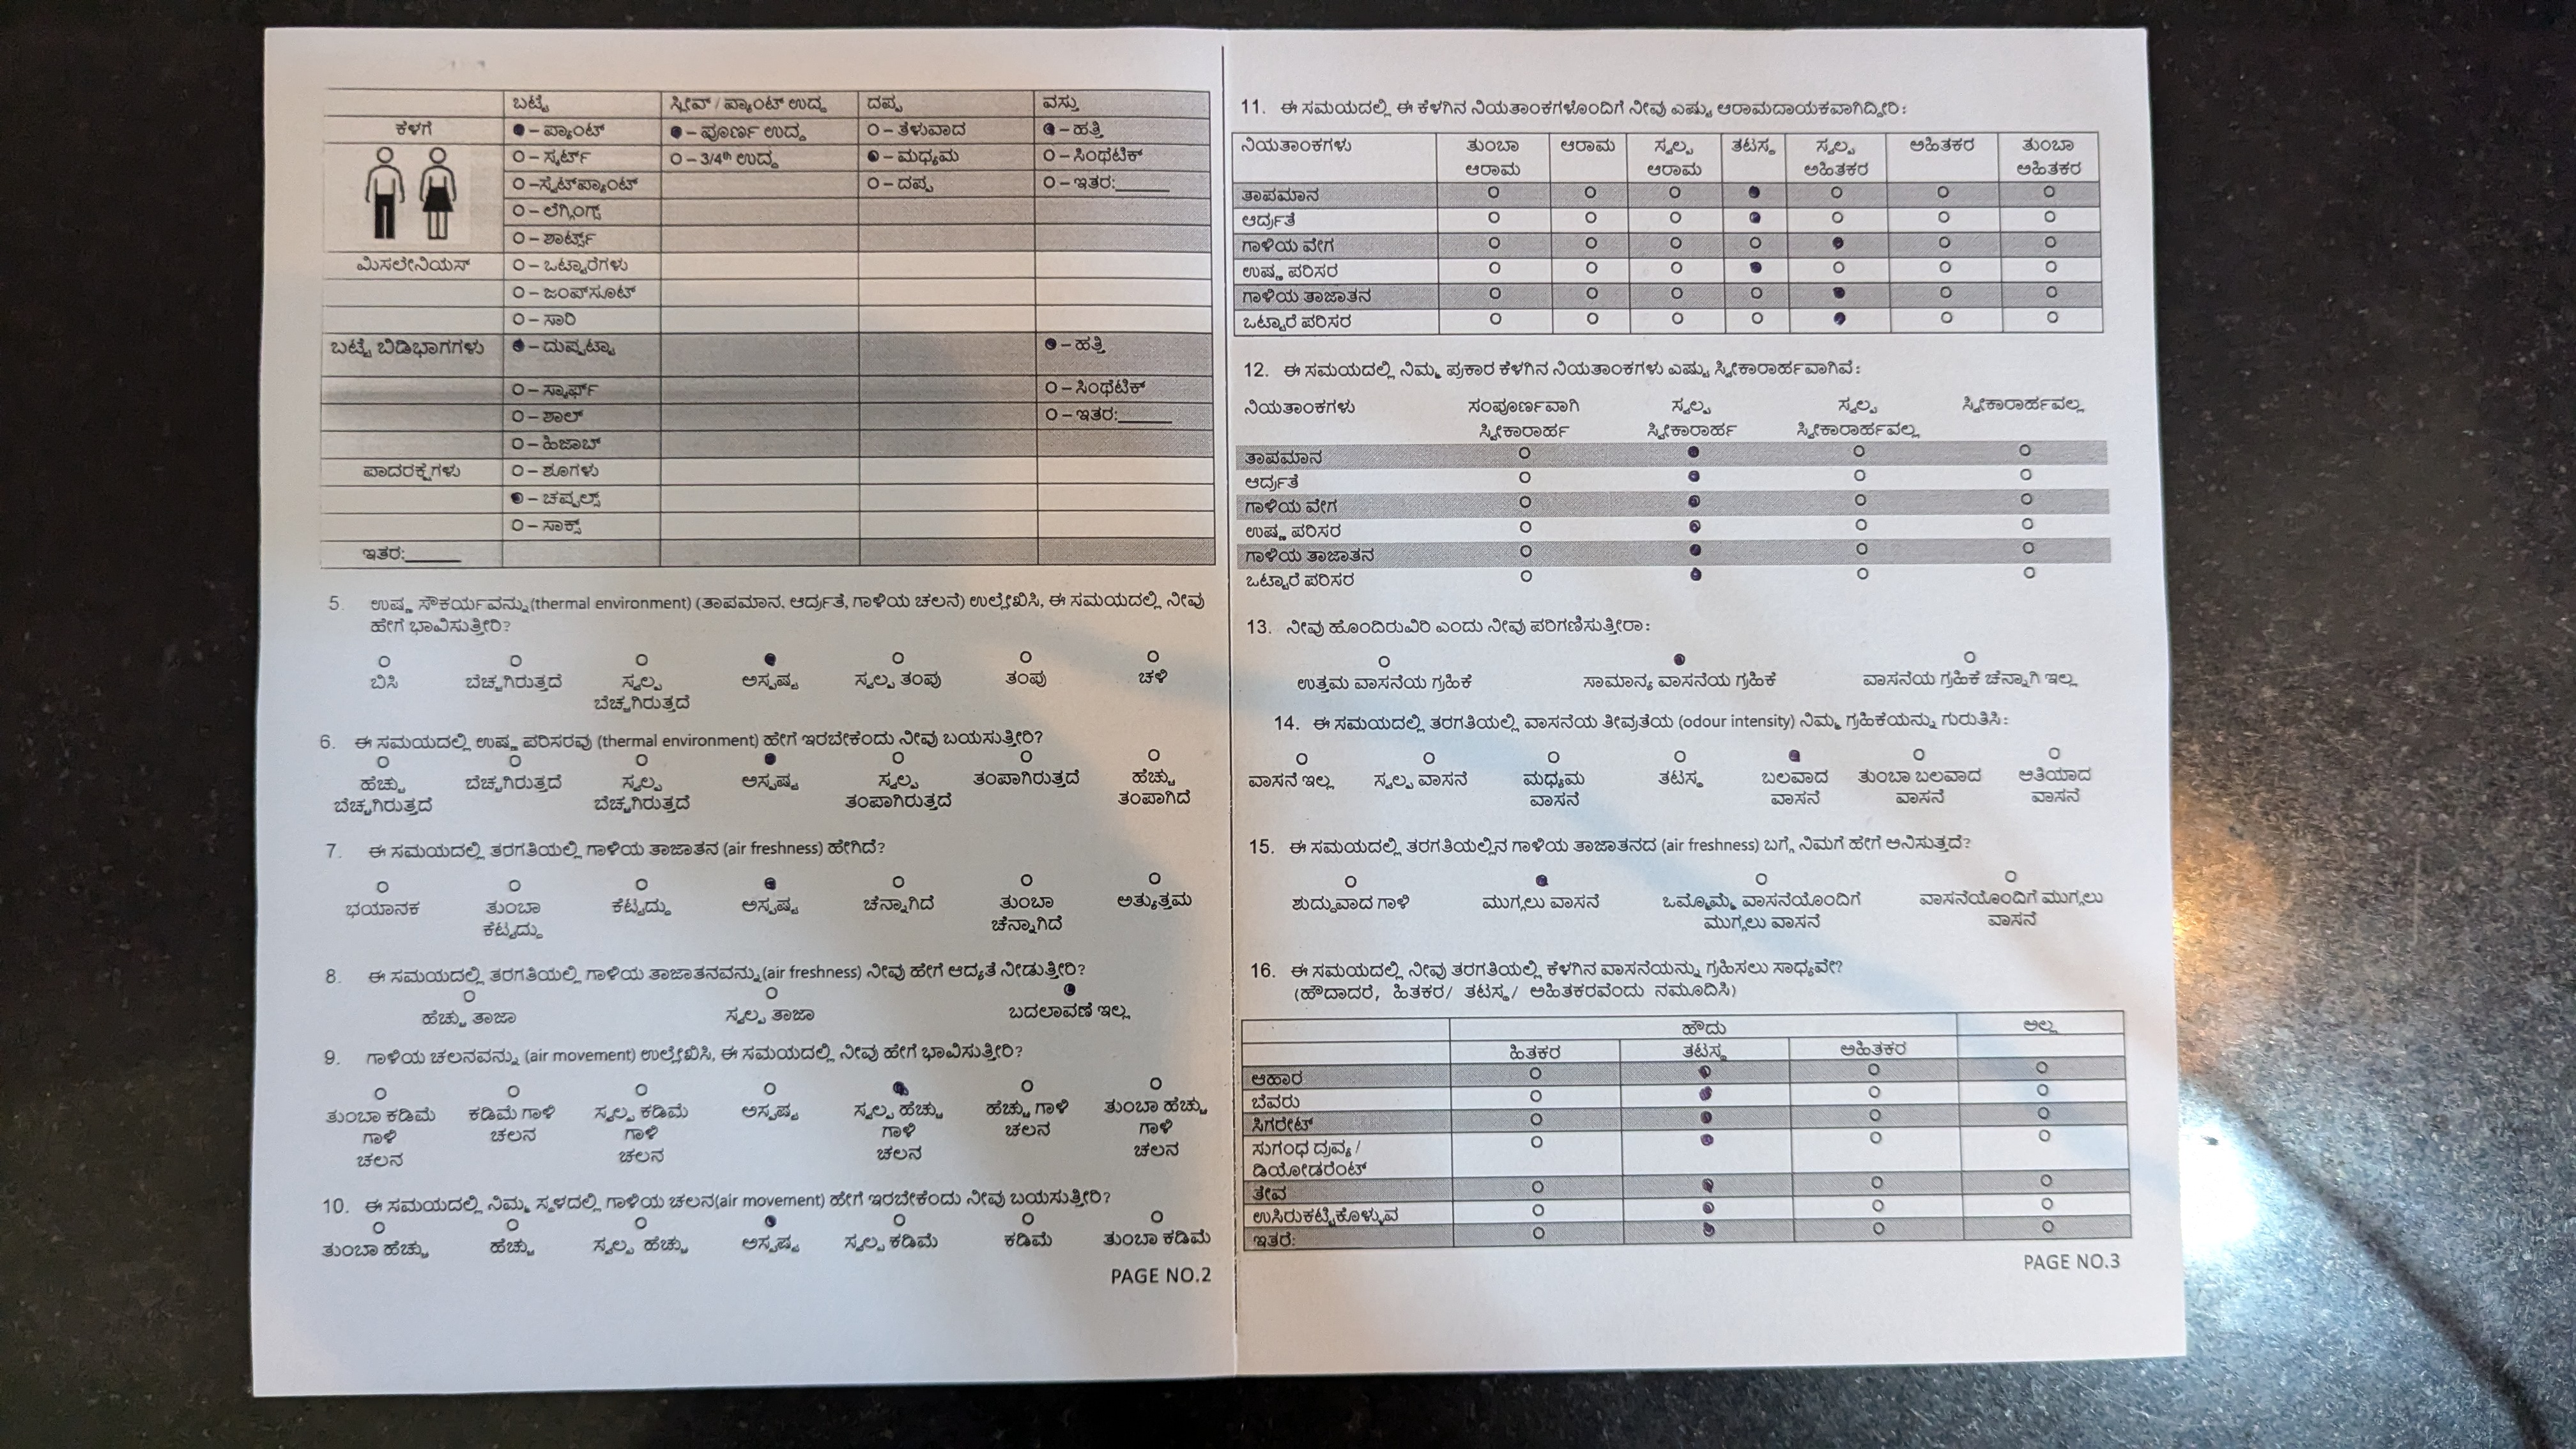 ಬಟ್ಟೆ ಸ್ಲೀವ್ / ಪ್ಯಾಂಟ್ ಉದ್ದ ದಪ್ಪ ವಸ್ತು
ಕೆಳಗೆ ●– ಪ್ಯಾಂಟ್ ●– ಪೂರ್ಣ ಉದ್ದ O – ತೆಳುವಾದ ●– ಹತ್ತಿ
O – ಸ್ಕರ್ಟ್ O – 3/4th ಉದ್ದ ●– ಮಧ್ಯಮ O – ಸಿಂಥೆಟಿಕ್
O –ಸ್ವೆಟ್‌ಪ್ಯಾಂಟ್ O – ದಪ್ಪ O – ಇತರ:______
O – ಲೆಗ್ಗಿಂಗ್ಸ್
O – ಶಾರ್ಟ್ಸ್
ಮಿಸಲೇನಿಯಸ್ O – ಒಟ್ಟಾರೆಗಳು
O – ಜಂಪ್‌ಸೂಟ್
O – ಸಾರಿ
ಬಟ್ಟೆ ಬಿಡಿಭಾಗಗಳು ●– ದುಪ್ಪಟ್ಟಾ ●– ಹತ್ತಿ
O – ಸ್ಕಾರ್ಫ್ O – ಸಿಂಥೆಟಿಕ್
O – ಶಾಲ್ O – ಇತರ:______
O – ಹಿಜಾಬ್
ಪಾದರಕ್ಷೆಗಳು O – ಶೂಗಳು
●– ಚಪ್ಪಲ್ಸ್
O – ಸಾಕ್ಸ್
ಇತರ:______
5. ಉಷ್ಣ ಸೌಕರ್ಯವನ್ನು(thermal environment) (ತಾಪಮಾನ, ಆರ್ದ್ರತೆ, ಗಾಳಿಯ ಚಲನೆ) ಉಲ್ಲೇಖಿಸಿ, ಈ ಸಮಯದಲ್ಲಿ ನೀವು
ಹೇಗೆ ಭಾವಿಸುತ್ತೀರಿ?
ಬಿಸಿ ಬೆಚ್ಚಗಿರುತ್ತದೆ ಸ್ವಲ್ಪ ಅಸ್ಪಷ್ಟ ಸ್ವಲ್ಪ ತಂಪು ತಂಪು ಚಳಿ
ಬೆಚ್ಚಗಿರುತ್ತದೆ
6. ಈ ಸಮಯದಲ್ಲಿ ಉಷ್ಣ ಪರಿಸರವು (thermal environment) ಹೇಗೆ ಇರಬೇಕೆಂದು ನೀವು ಬಯಸುತ್ತೀರಿ?
ಹೆಚ್ಚು ಬೆಚ್ಚಗಿರುತ್ತದೆ ಸ್ವಲ್ಪ ಅಸ್ಪಷ್ಟ ಸ್ವಲ್ಪ ತಂಪಾಗಿರುತ್ತದೆ ಹೆಚ್ಚು
ಬೆಚ್ಚಗಿರುತ್ತದೆ ಬೆಚ್ಚಗಿರುತ್ತದೆ ತಂಪಾಗಿರುತ್ತದೆ ತಂಪಾಗಿದೆ
7. ಈ ಸಮಯದಲ್ಲಿ ತರಗತಿಯಲ್ಲಿ ಗಾಳಿಯ ತಾಜಾತನ (air freshness) ಹೇಗಿದೆ?
ಭಯಾನಕ ತುಂಬಾ ಕೆಟ್ಟದ್ದು ಅಸ್ಪಷ್ಟ ಚೆನ್ನಾಗಿದೆ ತುಂಬಾ ಅತ್ಯುತ್ತಮ
ಕೆಟ್ಟದ್ದು ಚೆನ್ನಾಗಿದೆ
8. ಈ ಸಮಯದಲ್ಲಿ ತರಗತಿಯಲ್ಲಿ ಗಾಳಿಯ ತಾಜಾತನವನ್ನು(air freshness) ನೀವು ಹೇಗೆ ಆದ್ಯತೆ ನೀಡುತ್ತೀರಿ?
ಹೆಚ್ಚು ತಾಜಾ ಸ್ವಲ್ಪ ತಾಜಾ ಬದಲಾವಣೆ ಇಲ್ಲ
9. ಗಾಳಿಯ ಚಲನವನ್ನು (air movement) ಉಲ್ಲೇಖಿಸಿ, ಈ ಸಮಯದಲ್ಲಿ ನೀವು ಹೇಗೆ ಭಾವಿಸುತ್ತೀರಿ?
ತುಂಬಾ ಕಡಿಮೆ ಕಡಿಮೆ ಗಾಳಿ ಸ್ವಲ್ಪ ಕಡಿಮೆ ಅಸ್ಪಷ್ಟ ಸ್ವಲ್ಪ ಹೆಚ್ಚು ಹೆಚ್ಚು ಗಾಳಿ ತುಂಬಾ ಹೆಚ್ಚು
ಗಾಳಿ ಚಲನ ಗಾಳಿ ಗಾಳಿ ಚಲನ ಗಾಳಿ
ಚಲನ ಚಲನ ಚಲನ ಚಲನ
10. ಈ ಸಮಯದಲ್ಲಿ ನಿಮ್ಮ ಸ್ಥಳದಲ್ಲಿ ಗಾಳಿಯ ಚಲನ(air movement) ಹೇಗೆ ಇರಬೇಕೆಂದು ನೀವು ಬಯಸುತ್ತೀರಿ?
ತುಂಬಾ ಹೆಚ್ಚು ಹೆಚ್ಚು ಸ್ವಲ್ಪ ಹೆಚ್ಚು ಅಸ್ಪಷ್ಟ ಸ್ವಲ್ಪ ಕಡಿಮೆ ಕಡಿಮೆ ತುಂಬಾ ಕಡಿಮೆ
PAGE NO.2
11. ಈ ಸಮಯದಲ್ಲಿ ಈ ಕೆಳಗಿನ ನಿಯತಾಂಕಗಳೊಂದಿಗೆ ನೀವು ಎಷ್ಟು ಆರಾಮದಾಯಕವಾಗಿದ್ದೀರಿ:
ನಿಯತಾಂಕಗಳು ತುಂಬಾ ಆರಾಮ ಸ್ವಲ್ಪ ತಟಸ್ಥ ಸ್ವಲ್ಪ ಅಹಿತಕರ ತುಂಬಾ
ಆರಾಮ ಆರಾಮ ಅಹಿತಕರ ಅಹಿತಕರ
ತಾಪಮಾನ
ಆರ್ದ್ರತೆ
ಗಾಳಿಯ ವೇಗ
ಉಷ್ಣ ಪರಿಸರ
ಗಾಳಿಯ ತಾಜಾತನ
ಒಟ್ಟಾರೆ ಪರಿಸರ
12. ಈ ಸಮಯದಲ್ಲಿ ನಿಮ್ಮ ಪ್ರಕಾರ ಕೆಳಗಿನ ನಿಯತಾಂಕಗಳು ಎಷ್ಟು ಸ್ವೀಕಾರಾರ್ಹವಾಗಿವೆ:
ನಿಯತಾಂಕಗಳು ಸಂಪೂರ್ಣವಾಗಿ ಸ್ವಲ್ಪ ಸ್ವಲ್ಪ ಸ್ವೀಕಾರಾರ್ಹವಲ್ಲ
ಸ್ವೀಕಾರಾರ್ಹ ಸ್ವೀಕಾರಾರ್ಹ ಸ್ವೀಕಾರಾರ್ಹವಲ್ಲ
ತಾಪಮಾನ
ಆರ್ದ್ರತೆ
ಗಾಳಿಯ ವೇಗ
ಉಷ್ಣ ಪರಿಸರ
ಗಾಳಿಯ ತಾಜಾತನ
ಒಟ್ಟಾರೆ ಪರಿಸರ
13. ನೀವು ಹೊಂದಿರುವಿರಿ ಎಂದು ನೀವು ಪರಿಗಣಿಸುತ್ತೀರಾ:
ಉತ್ತಮ ವಾಸನೆಯ ಗ್ರಹಿಕೆ ಸಾಮಾನ್ಯ ವಾಸನೆಯ ಗ್ರಹಿಕೆ ವಾಸನೆಯ ಗ್ರಹಿಕೆ ಚೆನ್ನಾಗಿ ಇಲ್ಲ
14. ಈ ಸಮಯದಲ್ಲಿ ತರಗತಿಯಲ್ಲಿ ವಾಸನೆಯ ತೀವ್ರತೆಯ (odour intensity) ನಿಮ್ಮ ಗ್ರಹಿಕೆಯನ್ನು ಗುರುತಿಸಿ:
ವಾಸನೆ ಇಲ್ಲ ಸ್ವಲ್ಪ ವಾಸನೆ ಮಧ್ಯಮ ತಟಸ್ಥ ಬಲವಾದ ತುಂಬಾ ಬಲವಾದ ಅತಿಯಾದ
ವಾಸನೆ ವಾಸನೆ ವಾಸನೆ ವಾಸನೆ
15. ಈ ಸಮಯದಲ್ಲಿ ತರಗತಿಯಲ್ಲಿನ ಗಾಳಿಯ ತಾಜಾತನದ (air freshness) ಬಗ್ಗೆ ನಿಮಗೆ ಹೇಗೆ ಅನಿಸುತ್ತದೆ?
ಶುದ್ದುವಾದ ಗಾಳಿ ಮುಗ್ಗಲು ವಾಸನೆ ಒಮ್ಮೊಮ್ಮೆ ವಾಸನೆಯೊಂದಿಗೆ ವಾಸನೆಯೊಂದಿಗೆ ಮುಗ್ಗಲು
ಮುಗ್ಗಲು ವಾಸನೆ ವಾಸನೆ
16. ಈ ಸಮಯದಲ್ಲಿ ನೀವು ತರಗತಿಯಲ್ಲಿ ಕೆಳಗಿನ ವಾಸನೆಯನ್ನು ಗ್ರಹಿಸಲು ಸಾಧ್ಯವೇ?
(ಹೌದಾದರೆ, ಹಿತಕರ/ ತಟಸ್ಥ/ ಅಹಿತಕರವೆಂದು ನಮೂದಿಸಿ)
ಹೌದು ಅಲ್ಲ
ಹಿತಕರ ತಟಸ್ಥ ಅಹಿತಕರ
ಆಹಾರ
ಬೆವರು
ಸಿಗರೇಟ್
ಸುಗಂಧ ದ್ರವ್ಯ /
ಡಿಯೋಡರೆಂಟ್
ತೇವ
ಉಸಿರುಕಟ್ಟಿಕೊಳ್ಳುವ
ಇತರೆ:
PAGE NO.3